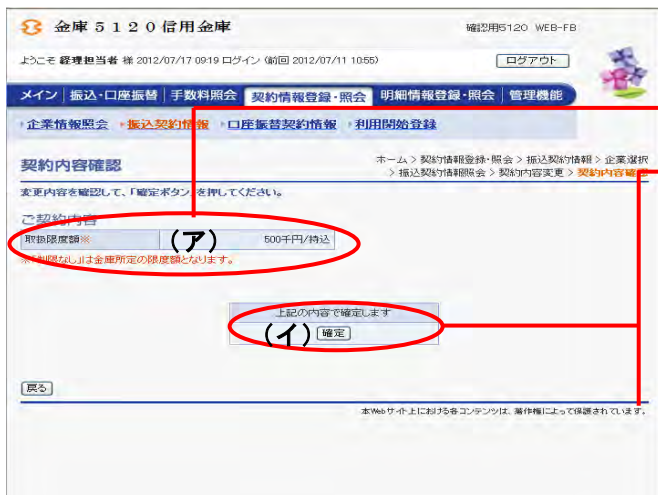 金庫5120信用金庫
確認用5120 WEB-FB
ようこそ 経理担当者 様 2012/07/17 09:19 ログイン (前回 2012/07/11 10:55)
ログアウト
メイン 振込・口座振替 手数料照会 契約情報登録・照会 明細情報登録・照会 管理機能
企業情報照会 振込契約情報 口座振替契約情報 利用開始登録
契約内容確認
ホーム > 契約情報登録・照会 > 振込契約情報 > 企業選択
> 振込契約情報照会 > 契約内容変更 > 契約内容確認
変更内容を確認して、「確定ボタン」を押してください。
ご契約内容
取扱限度額※ (ア) 500千円/持込
※「制限なし」は金庫所定の限度額となります。
上記の内容で確定します
(イ) 確定
戻る
本Webサイト上における各コンテンツは、著作権によって保護されています。